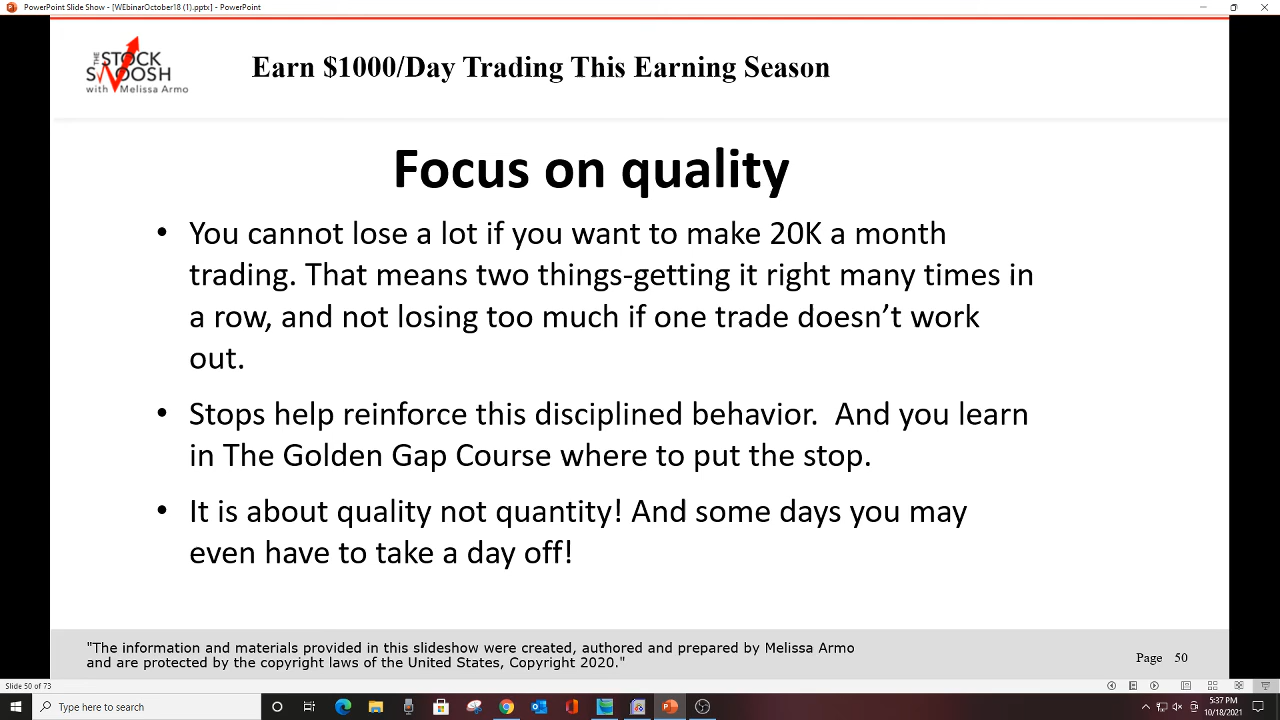 PowerPoint Slide Show - [WEbinarOctober18 (1).pptx] - PowerPoint
THE
STOCK
SWOOSH
with Melissa Armo
Earn $1000/Day Trading This Earning Season
Focus on quality
• You cannot lose a lot if you want to make 20K a month
trading. That means two things-getting it right many times in
a row, and not losing too much if one trade doesn’t work
out.
• Stops help reinforce this disciplined behavior.  And you learn
in The Golden Gap Course where to put the stop.
• It is about quality not quantity! And some days you may
even have to take a day off!
"The information and materials provided in this slideshow were created, authored and prepared by Melissa Armo
and are protected by the copyright laws of the United States, Copyright 2020."
Page 50
Slide 50 of 73
Type here to search
5:37 PM
10/18/2021